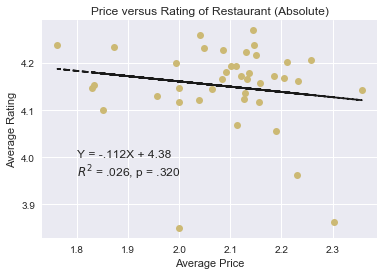 Price versus Rating of Restaurant (Absolute)
4.2
4.1
4.0
3.9
Average Rating
Y = -.112X + 4.38
R² = .026, p = .320
1.8 1.9 2.0 2.1 2.2 2.3
Average Price